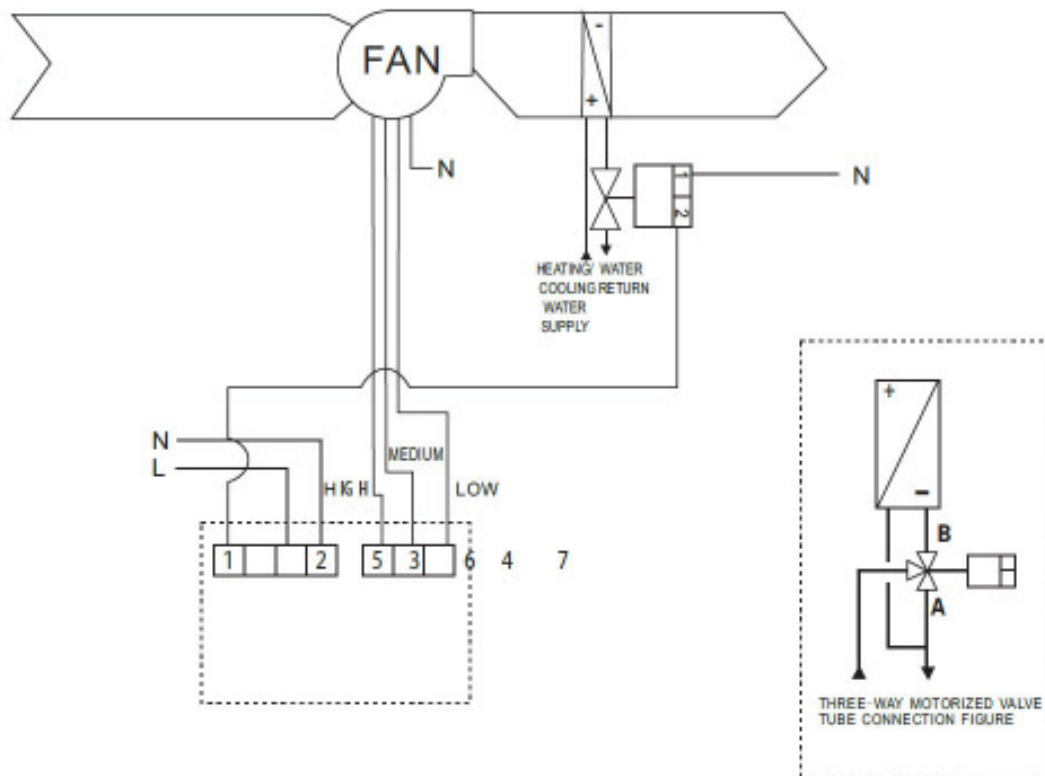 FAN
-
+
N
1
N
2
HEATING/ WATER
COOLING RETURN
WATER
SUPPLY
+
N
MEDIUM
L
HIGH
LOW
-
B
1 2 5 3 6 4 7
A
THREE-WAY MOTORIZED VALVE
TUBE CONNECTION FIGURE